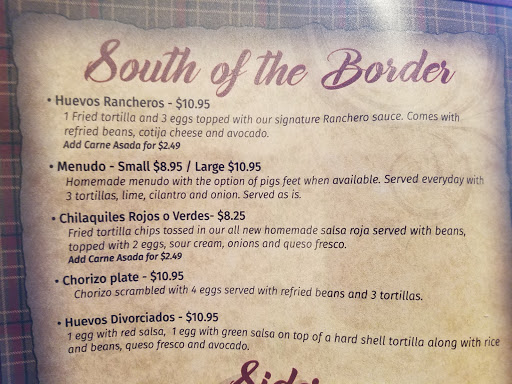 South of the Border
• Huevos Rancheros - $10.95
1 Fried tortilla and 3 eggs topped with our signature Ranchero sauce. Comes with
refried beans, cotija cheese and avocado.
Add Carne Asada for $2.49
• Menudo - Small $8.95 / Large $10.95
Homemade menudo with the option of pigs feet when available. Served everyday with
3 tortillas, lime, cilantro and onion. Served as is.
• Chilaquiles Rojos o Verdes- $8.25
Fried tortilla chips tossed in our all new homemade salsa roja served with beans,
topped with 2 eggs, sour cream, onions and queso fresco.
Add Carne Asada for $2.49
• Chorizo plate - $10.95
Chorizo scrambled with 4 eggs served with refried beans and 3 tortillas.
• Huevos Divorciados - $10.95
1 egg with red salsa, 1 egg with green salsa on top of a hard shell tortilla along with rice
and beans, queso fresco and avocado.